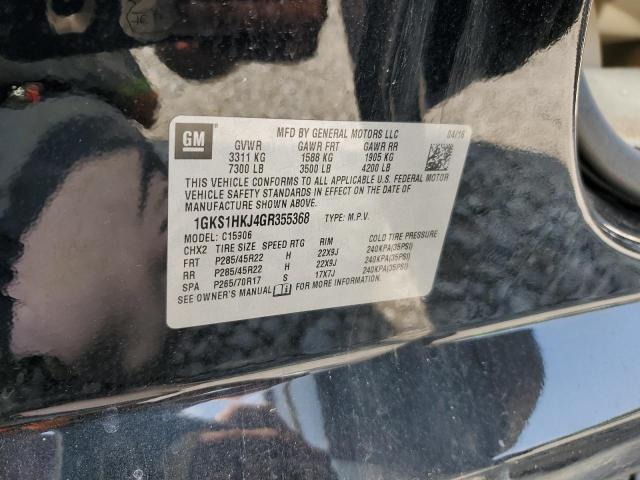 GM
MFD BY GENERAL MOTORS LLC
04/16
GVWR GAWR FRT GAWR RR
3311 KG 1588 KG 1905 KG
7300 LB 3500 LB 4200 LB
THIS VEHICLE CONFORMS TO ALL APPLICABLE U.S. FEDERAL MOTOR
VEHICLE SAFETY STANDARDS IN EFFECT ON THE DATE OF
MANUFACTURE SHOWN ABOVE.
1GKS1HKJ4GR355368 TYPE: M.P.V.
MODEL: C15906
CHX2 TIRE SIZE SPEED RTG RIM COLD TIRE PRESSURE
FRT P285/45R22 H 22X9J 240KPA(35PSI)
RR P285/45R22 H 22X9J 240KPA(35PSI)
SPA P265/70R17 S 17X7J 240KPA(35PSI)
SEE OWNER'S MANUAL FOR MORE INFORMATION.